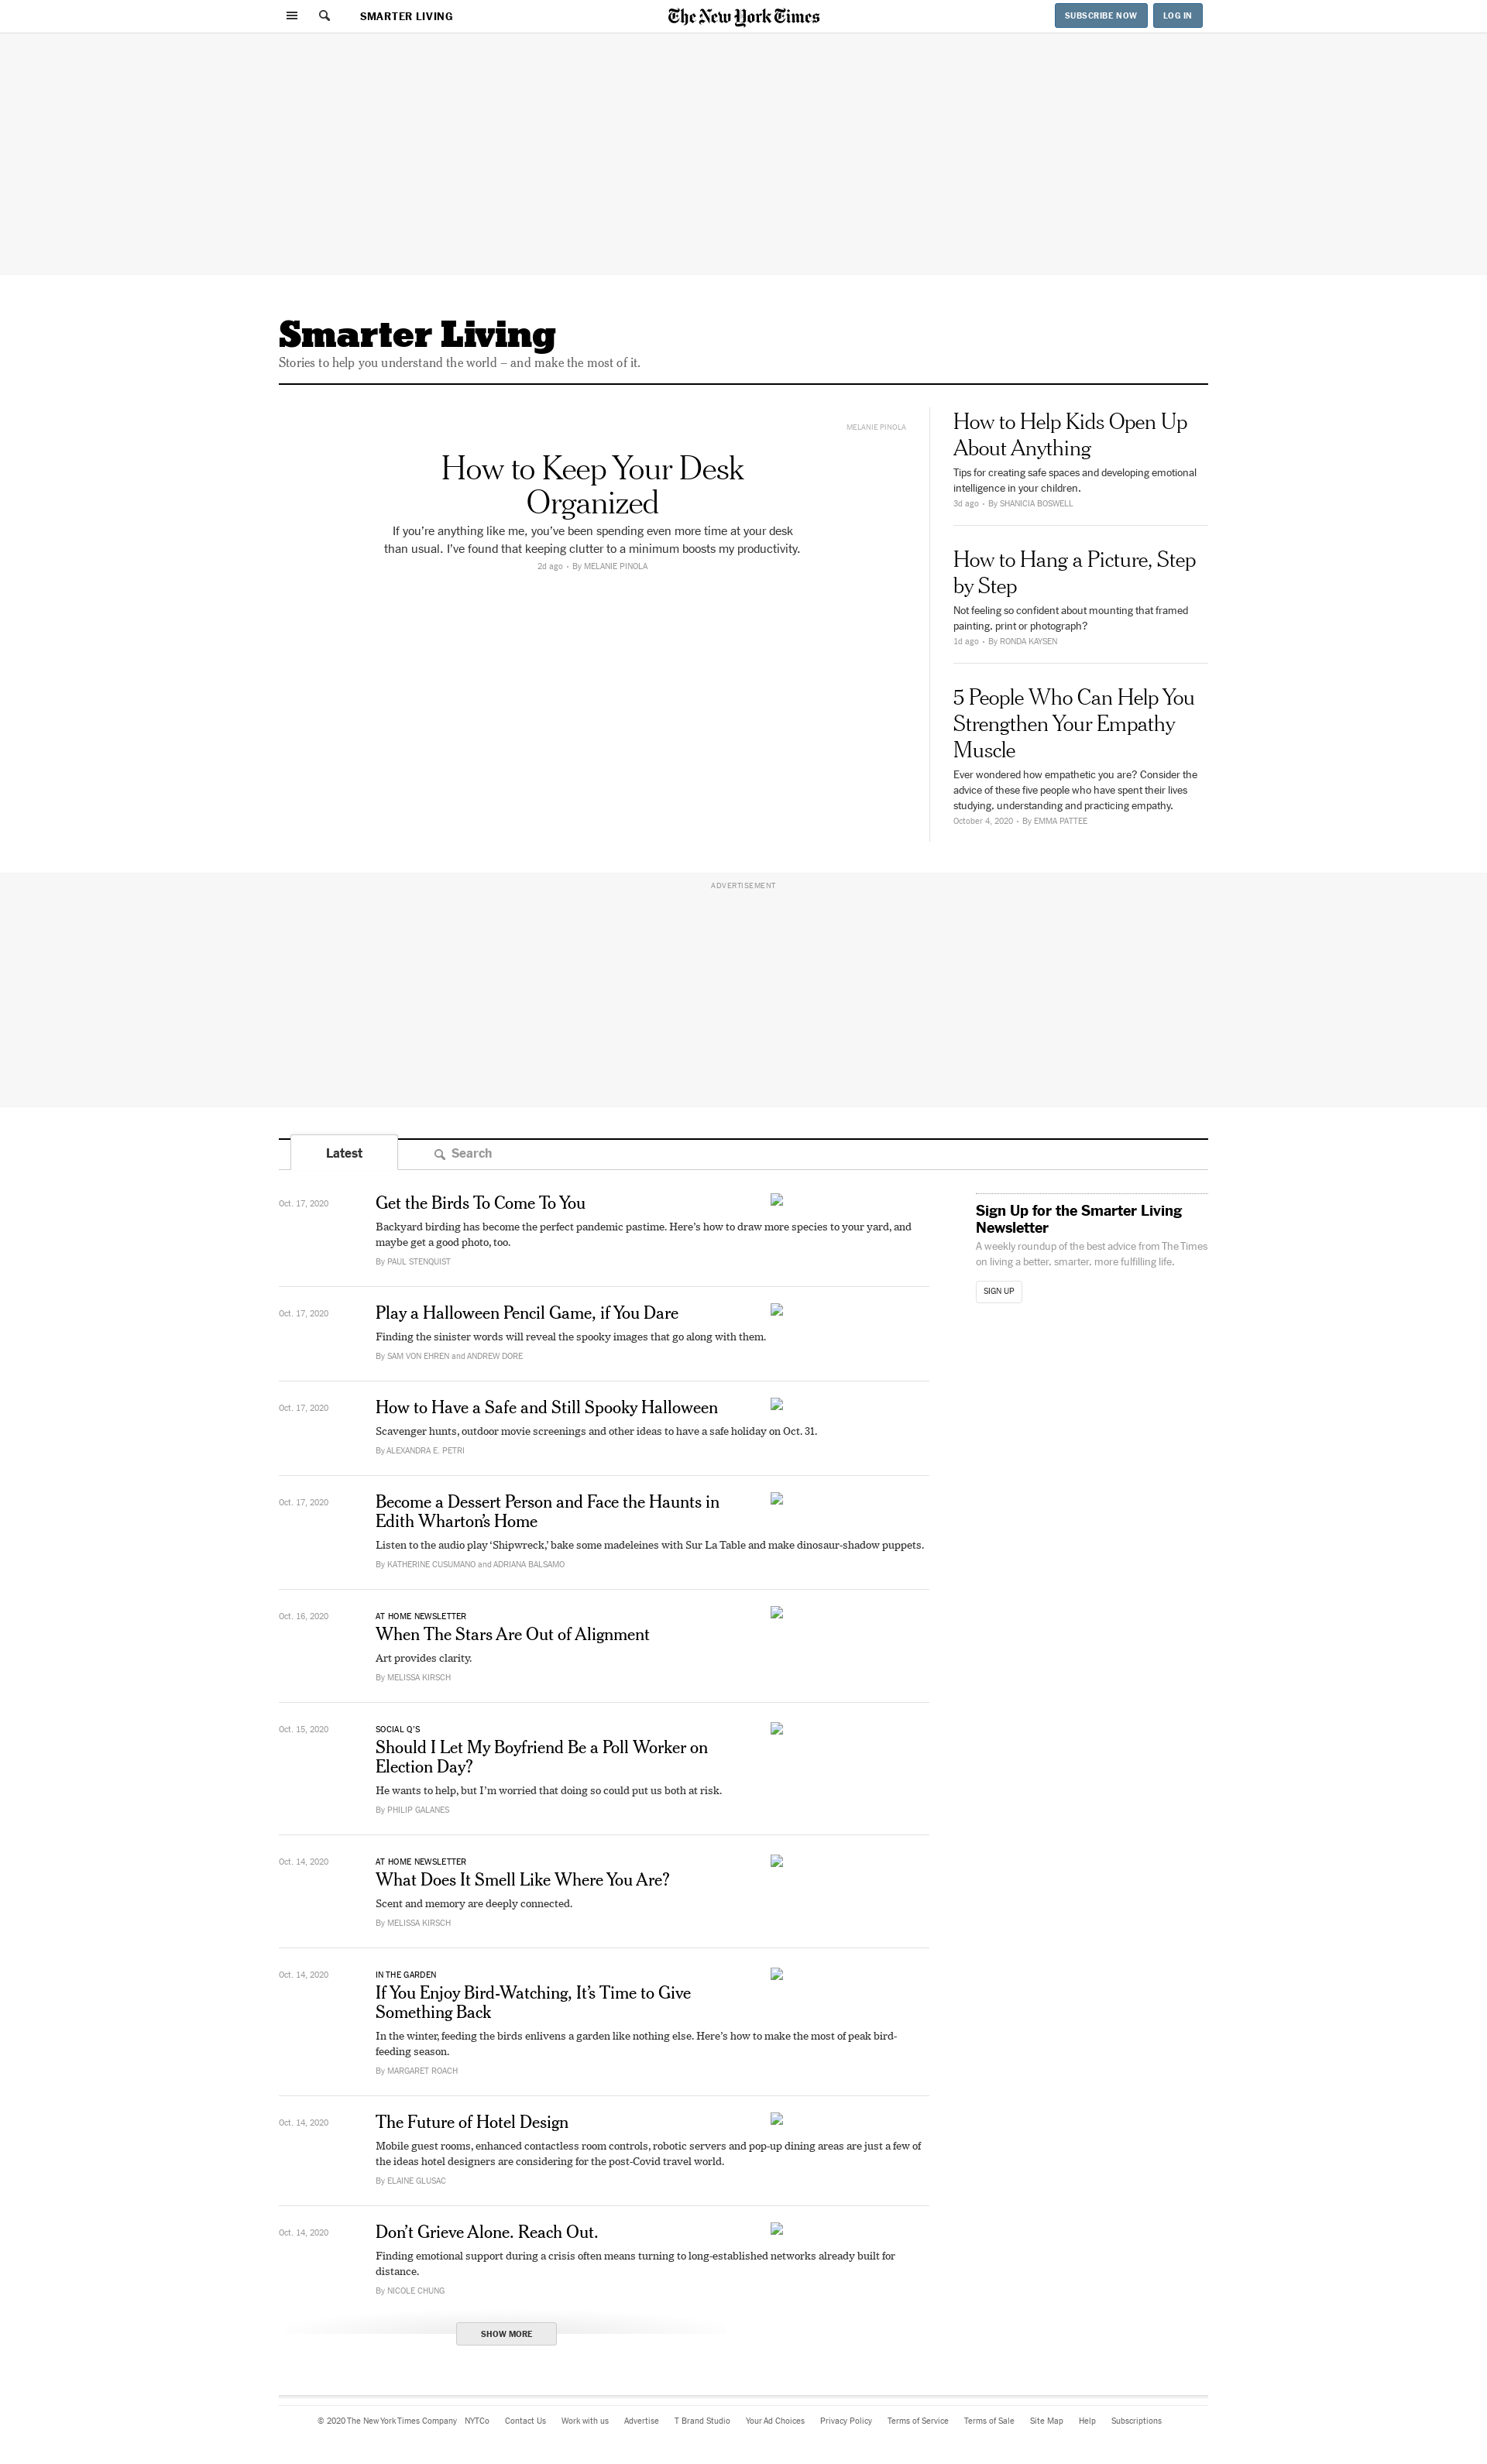 SMARTER LIVING
The New York Times
SUBSCRIBE NOW
LOG IN
Smarter Living
Stories to help you understand the world – and make the most of it.
MELANIE PINOLA
How to Keep Your Desk
Organized
If you’re anything like me, you’ve been spending even more time at your desk
than usual. I’ve found that keeping clutter to a minimum boosts my productivity.
2d ago • By MELANIE PINOLA
How to Help Kids Open Up
About Anything
Tips for creating safe spaces and developing emotional
intelligence in your children.
3d ago • By SHANICIA BOSWELL
How to Hang a Picture, Step
by Step
Not feeling so confident about mounting that framed
painting, print or photograph?
1d ago • By RONDA KAYSEN
5 People Who Can Help You
Strengthen Your Empathy
Muscle
Ever wondered how empathetic you are? Consider the
advice of these five people who have spent their lives
studying, understanding and practicing empathy.
October 4, 2020 • By EMMA PATTEE
ADVERTISEMENT
Latest
Search
Oct. 17, 2020
Get the Birds To Come To You
Backyard birding has become the perfect pandemic pastime. Here’s how to draw more species to your yard, and
maybe get a good photo, too.
By PAUL STENQUIST
Oct. 17, 2020
Play a Halloween Pencil Game, if You Dare
Finding the sinister words will reveal the spooky images that go along with them.
By SAM VON EHREN and ANDREW DORE
Oct. 17, 2020
How to Have a Safe and Still Spooky Halloween
Scavenger hunts, outdoor movie screenings and other ideas to have a safe holiday on Oct. 31.
By ALEXANDRA E. PETRI
Oct. 17, 2020
Become a Dessert Person and Face the Haunts in
Edith Wharton’s Home
Listen to the audio play ‘Shipwreck,’ bake some madeleines with Sur La Table and make dinosaur-shadow puppets.
By KATHERINE CUSUMANO and ADRIANA BALSAMO
Oct. 16, 2020
AT HOME NEWSLETTER
When The Stars Are Out of Alignment
Art provides clarity.
By MELISSA KIRSCH
Oct. 15, 2020
SOCIAL Q’S
Should I Let My Boyfriend Be a Poll Worker on
Election Day?
He wants to help, but I’m worried that doing so could put us both at risk.
By PHILIP GALANES
Oct. 14, 2020
AT HOME NEWSLETTER
What Does It Smell Like Where You Are?
Scent and memory are deeply connected.
By MELISSA KIRSCH
Oct. 14, 2020
IN THE GARDEN
If You Enjoy Bird-Watching, It’s Time to Give
Something Back
In the winter, feeding the birds enlivens a garden like nothing else. Here’s how to make the most of peak bird-
feeding season.
By MARGARET ROACH
Oct. 14, 2020
The Future of Hotel Design
Mobile guest rooms, enhanced contactless room controls, robotic servers and pop-up dining areas are just a few of
the ideas hotel designers are considering for the post-Covid travel world.
By ELAINE GLUSAC
Oct. 14, 2020
Don’t Grieve Alone. Reach Out.
Finding emotional support during a crisis often means turning to long-established networks already built for
distance.
By NICOLE CHUNG
SHOW MORE
Sign Up for the Smarter Living
Newsletter
A weekly roundup of the best advice from The Times
on living a better, smarter, more fulfilling life.
SIGN UP
© 2020 The New York Times Company NYTCo Contact Us Work with us Advertise T Brand Studio Your Ad Choices Privacy Policy Terms of Service Terms of Sale Site Map Help Subscriptions